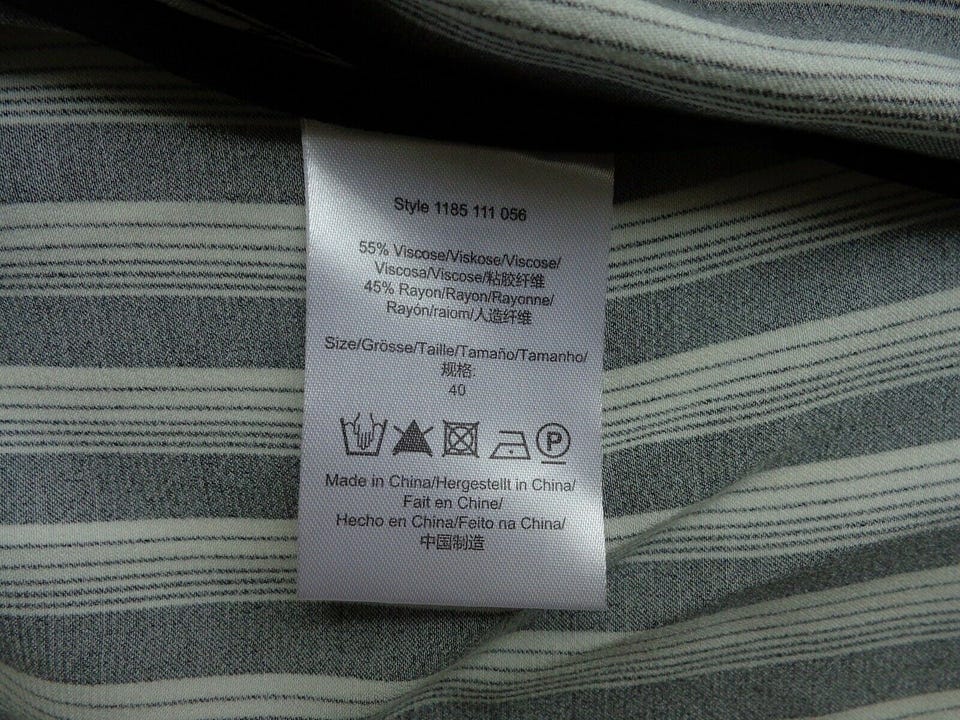 Style 1185 111 056
55% Viscose/Viskose/Viscose/
Viscosa/Viscose/粘胶纤维
45% Rayon/Rayon/Rayonne/
Rayón/raiom/人造纤维
Size/Grösse/Taille/Tamaño/Tamanho/
规格:
40
P
Made in China/Hergestellt in China/
Fait en Chine/
Hecho en China/Feito na China/
中国制造